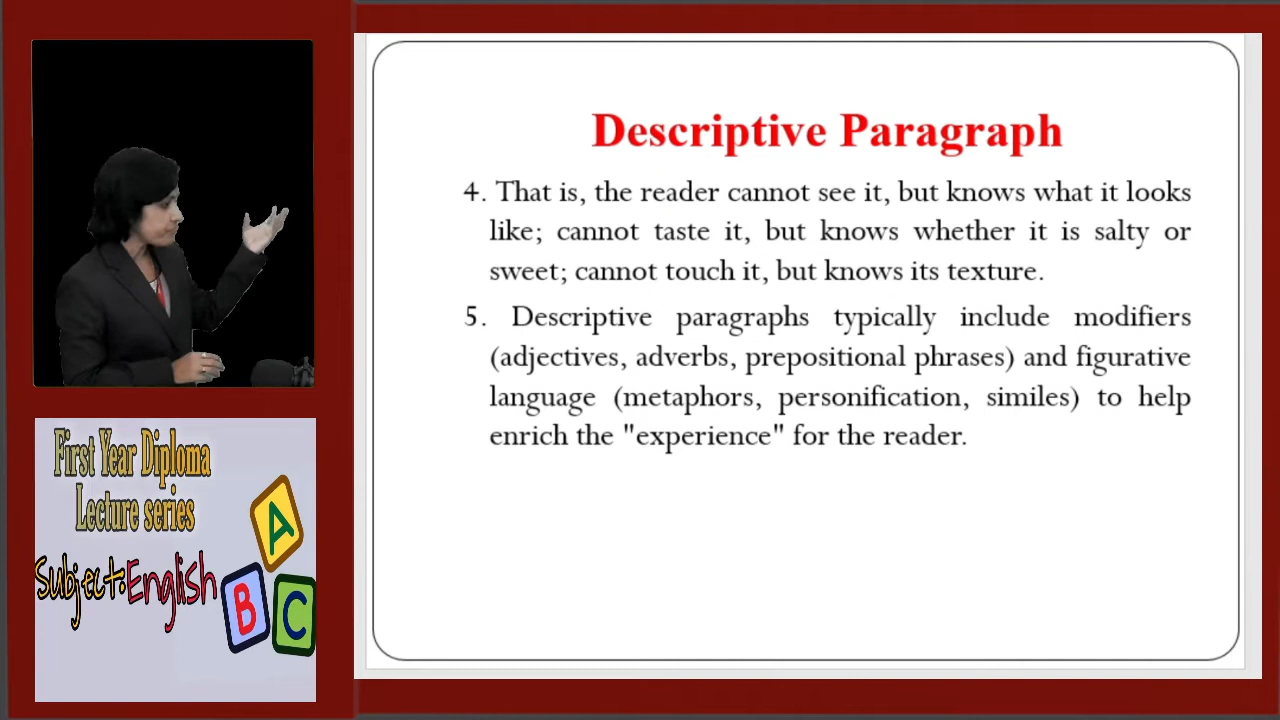 Descriptive Paragraph
4. That is, the reader cannot see it, but knows what it looks
like; cannot taste it, but knows whether it is salty or
sweet; cannot touch it, but knows its texture.
5. Descriptive paragraphs typically include modifiers
(adjectives, adverbs, prepositional phrases) and figurative
language (metaphors, personification, similes) to help
enrich the "experience" for the reader.
First Year Diploma
Lecture series
Subject:English
A
B
C